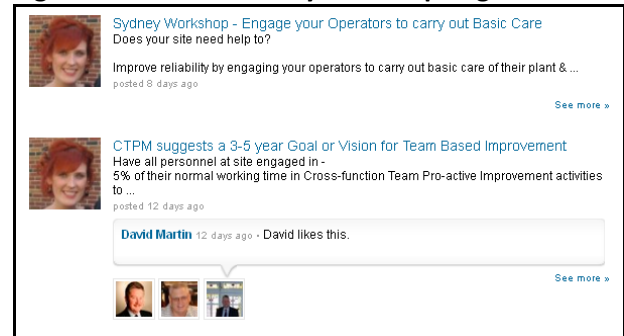 Sydney Workshop - Engage your Operators to carry out Basic Care
Does your site need help to?
Improve reliability by engaging your operators to carry out basic care of their plant & ...
posted 8 days ago
See more »
CTPM suggests a 3-5 year Goal or Vision for Team Based Improvement
Have all personnel at site engaged in -
5% of their normal working time in Cross-function Team Pro-active Improvement activities
to ...
posted 12 days ago
David Martin 12 days ago - David likes this.
See more »